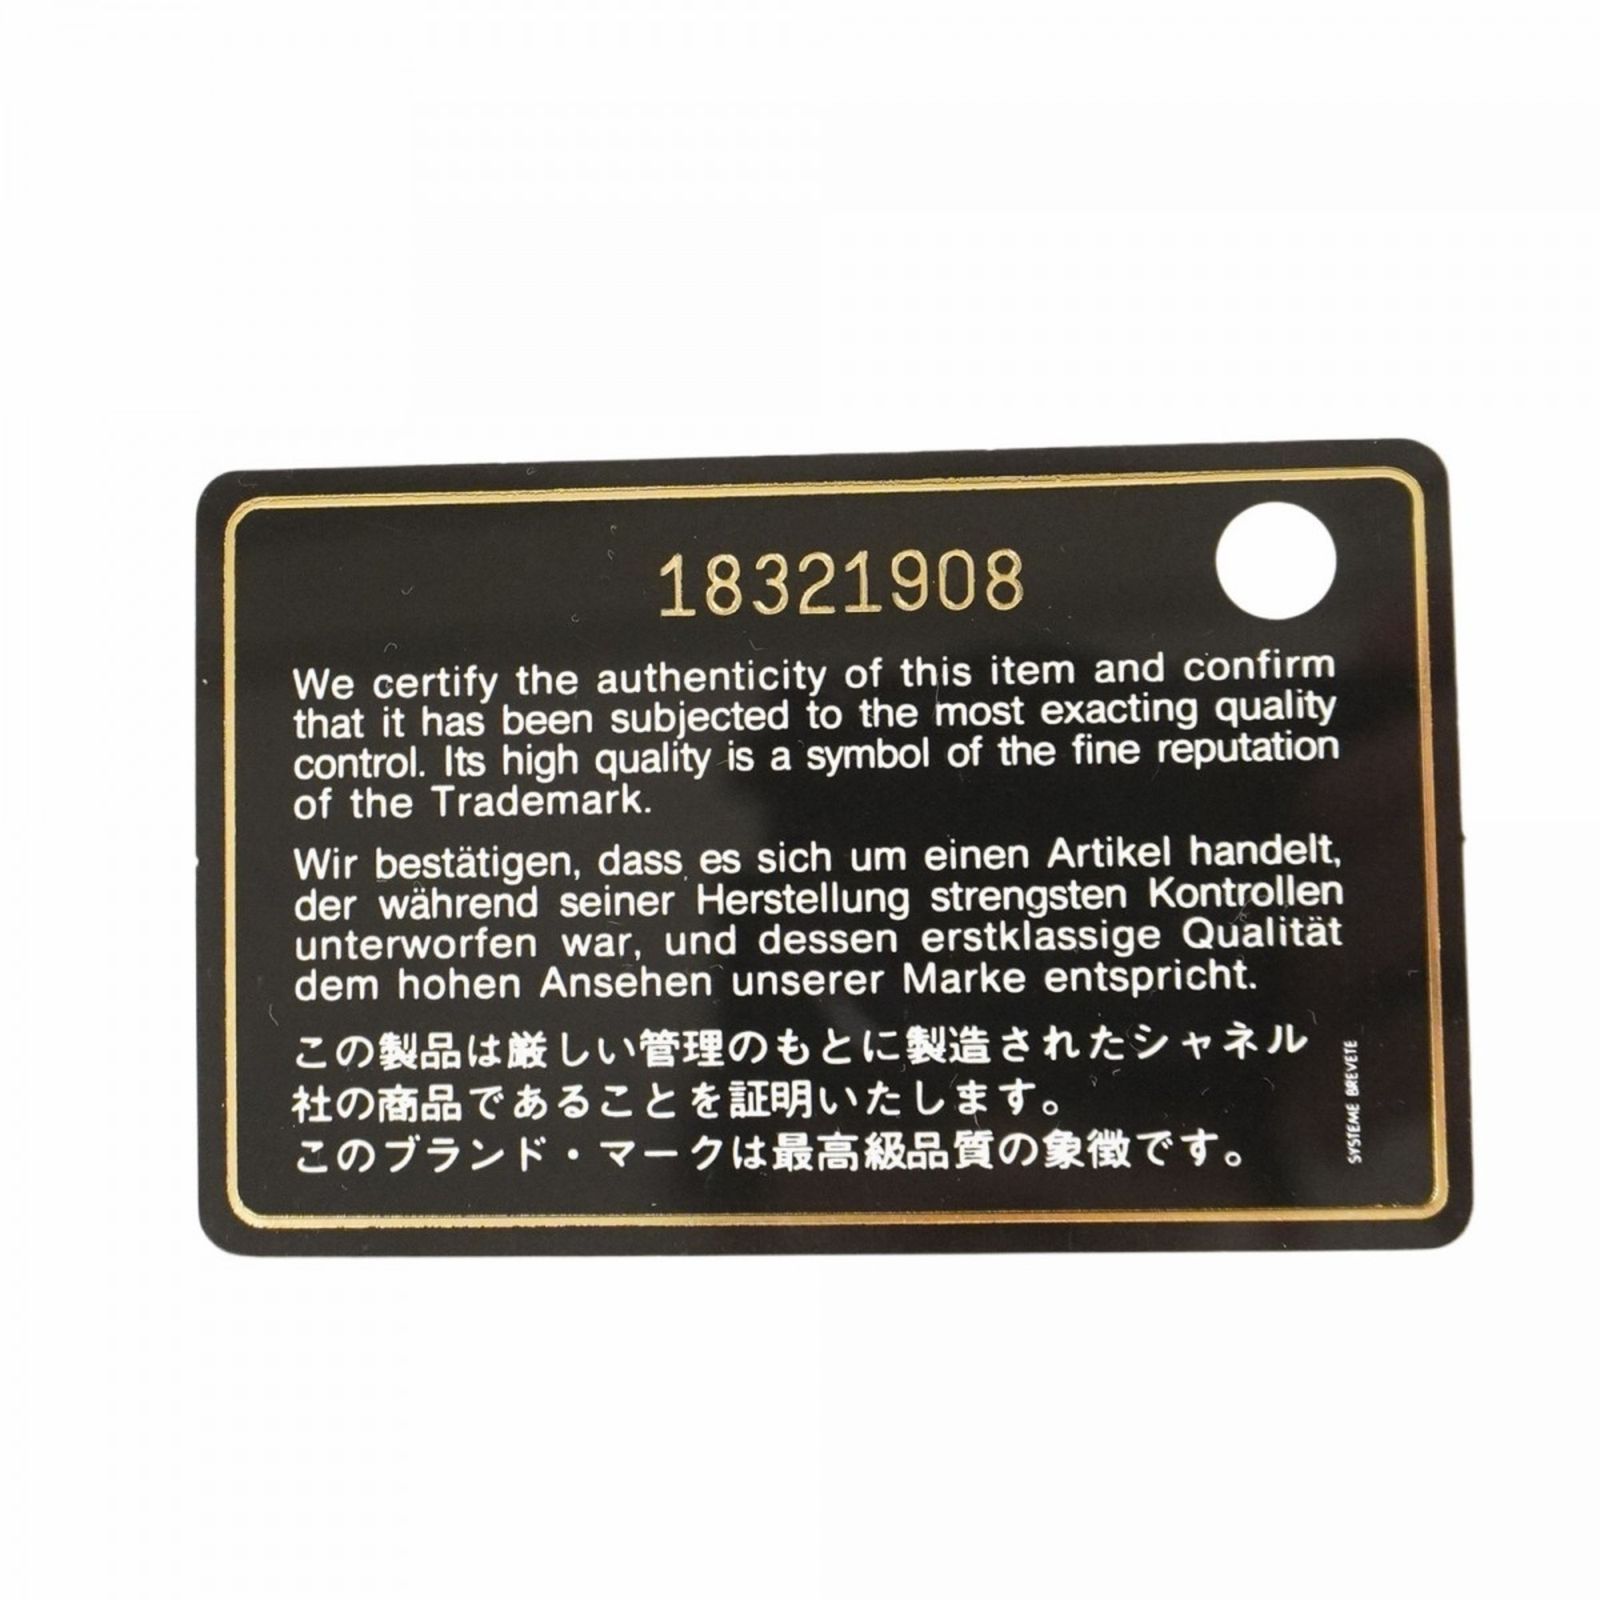 18321908
We certify the authenticity of this item and confirm
that it has been subjected to the most exacting quality
control. Its high quality is a symbol of the fine reputation
of the Trademark.
Wir bestätigen, dass es sich um einen Artikel handelt,
der während seiner Herstellung strengsten Kontrollen
unterworfen war, und dessen erstklassige Qualität
dem hohen Ansehen unserer Marke entspricht.
この製品は厳しい管理のもとに製造されたシャネル
社の商品であることを証明いたします。
このブランド・マークは最高級品質の象徴です。
SYSTEME BREVETE